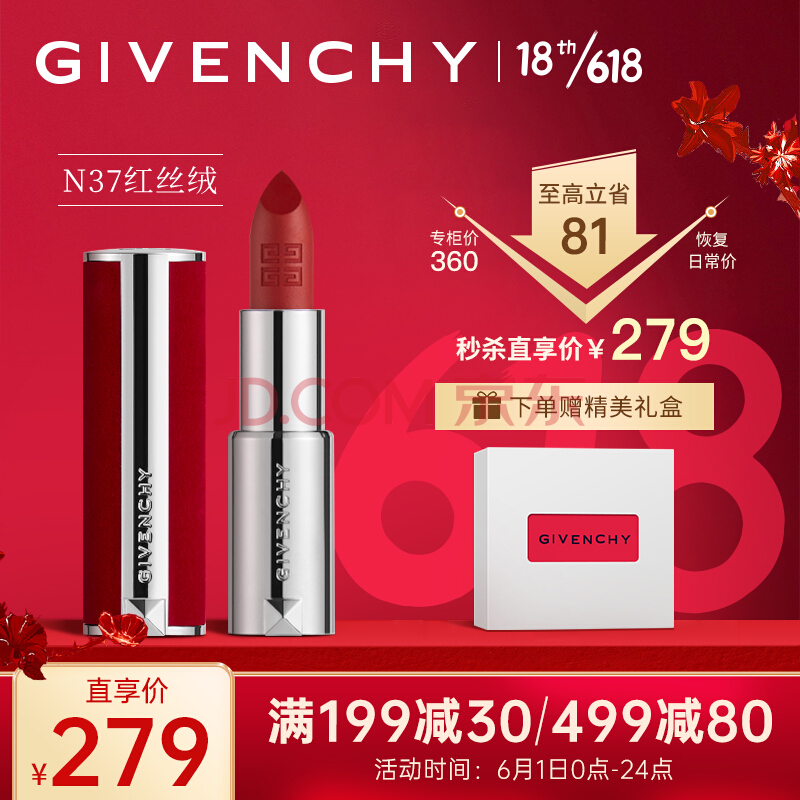 GIVENCHY | 18th/618
N37红丝绒
至高立省
81
专柜价
360
恢复
日常价
秒杀直享价¥279
下单赠精美礼盒
JD.COM 京东
618
GIVENCHY
GIVENCHY
GIVENCHY
直享价
¥279
满199减30/499减80
活动时间：6月1日0点-24点